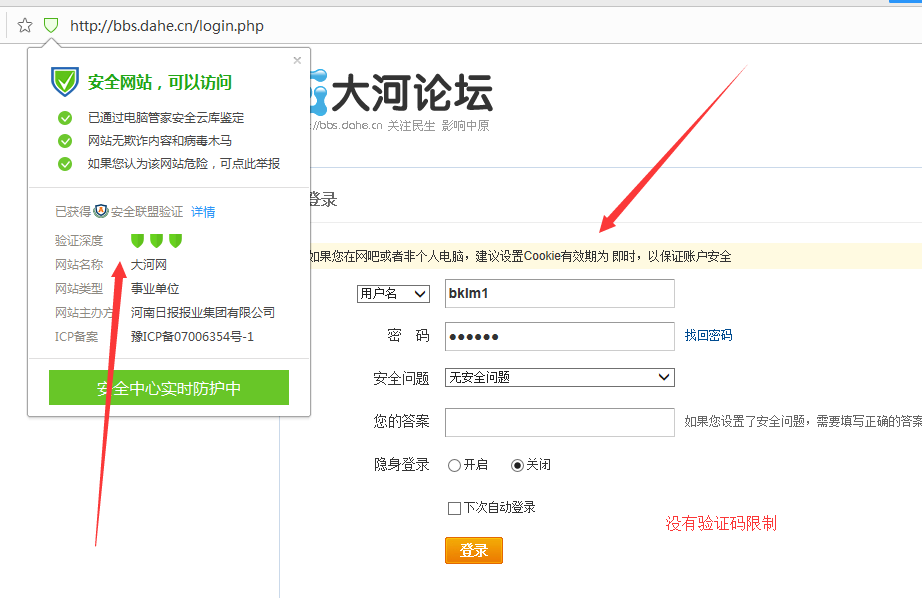 http://bbs.dahe.cn/login.php
安全网站，可以访问
已通过电脑管家安全云库鉴定
网站无欺诈内容和病毒木马
如果您认为该网站危险，可点此举报
已获得 安全联盟验证 详情
验证深度
网站名称 大河网
网站类型 事业单位
网站主办方 河南日报报业集团有限公司
ICP备案 豫ICP备07006354号-1
安全中心实时防护中
大河论坛
//bbs.dahe.cn 关注民生 影响中原
登录
如果您在网吧或者非个人电脑，建议设置Cookie有效期为 即时，以保证账户安全
用户名 bklm1
密 码 ●●●●●● 找回密码
安全问题 无安全问题
您的答案 如果您设置了安全问题，需要填写正确的答案
隐身登录 开启 关闭
下次自动登录
没有验证码限制
登录